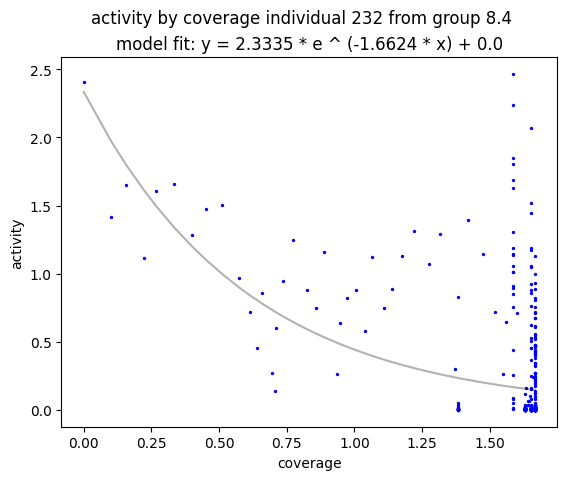 activity by coverage individual 232 from group 8.4
model fit: y = 2.3335 * e ^ (-1.6624 * x) + 0.0
2.5
2.0
1.5
1.0
0.5
0.0
activity
0.00 0.25 0.50 0.75 1.00 1.25 1.50
coverage